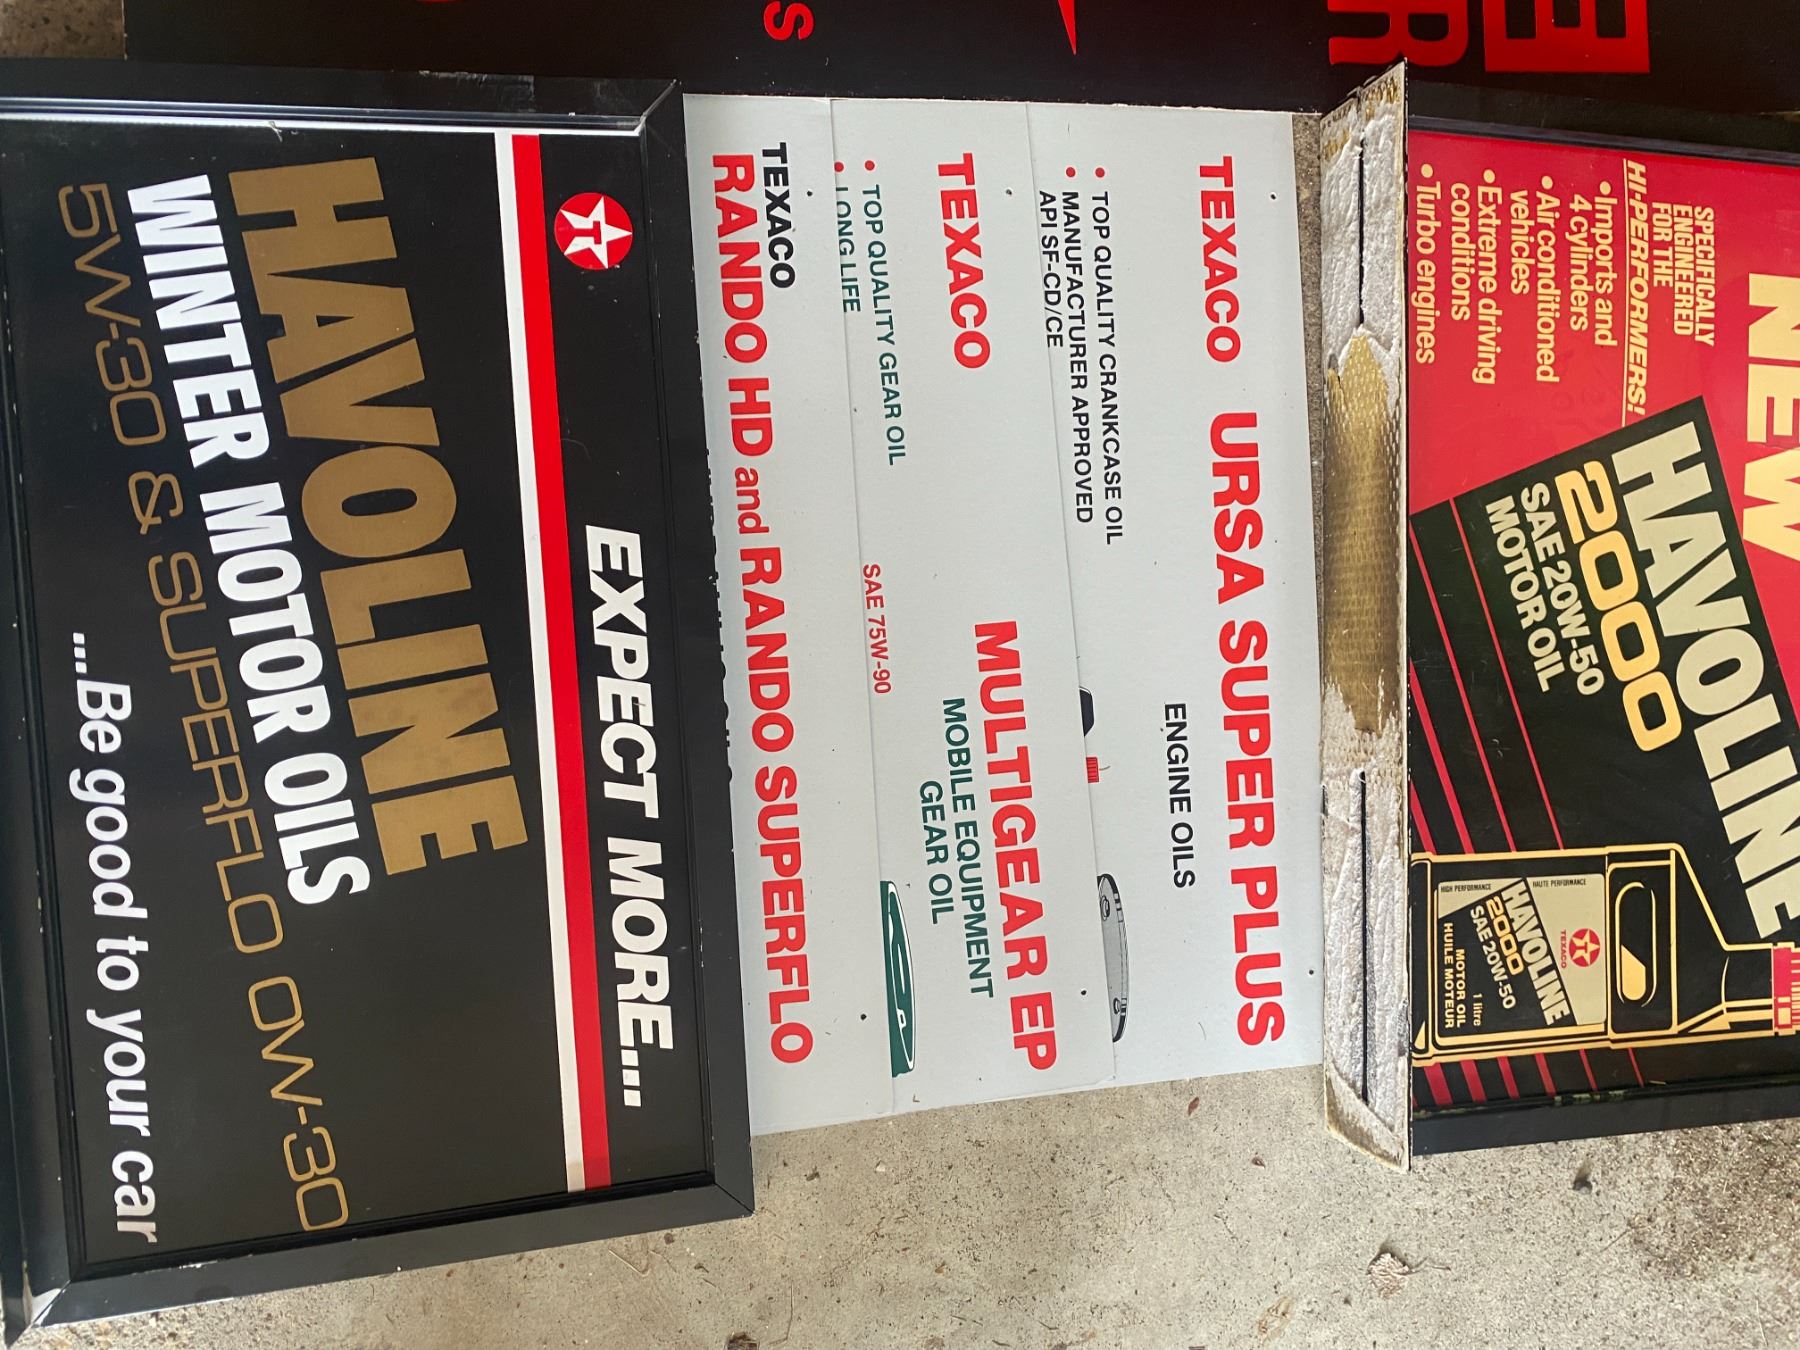 S
ER
NEW
SPECIFICALLY
ENGINEERED
FOR THE
HI-PERFORMERS!
•Imports and
4 cylinders
•Air conditioned
vehicles
•Extreme driving
conditions
•Turbo engines
HAVOLINE
2000
SAE 20W-50
MOTOR OIL
HIGH PERFORMANCE
HAUTE PERFORMANCE
TEXACO
HAVOLINE
2000
SAE 20W-50
1 litre
MOTOR OIL
HUILE MOTEUR
TEXACO URSA SUPER PLUS
ENGINE OILS
• TOP QUALITY CRANKCASE OIL
• MANUFACTURER APPROVED
API SF-CD/CE
TEXACO MULTIGEAR EP
MOBILE EQUIPMENT
GEAR OIL
• TOP QUALITY GEAR OIL
• LONG LIFE
SAE 75W-90
TEXACO
RANDO HD and RANDO SUPERFLO
T
EXPECT MORE...
HAVOLINE
WINTER MOTOR OILS
5W-30 & SUPERFLO 0W-30
...Be good to your car